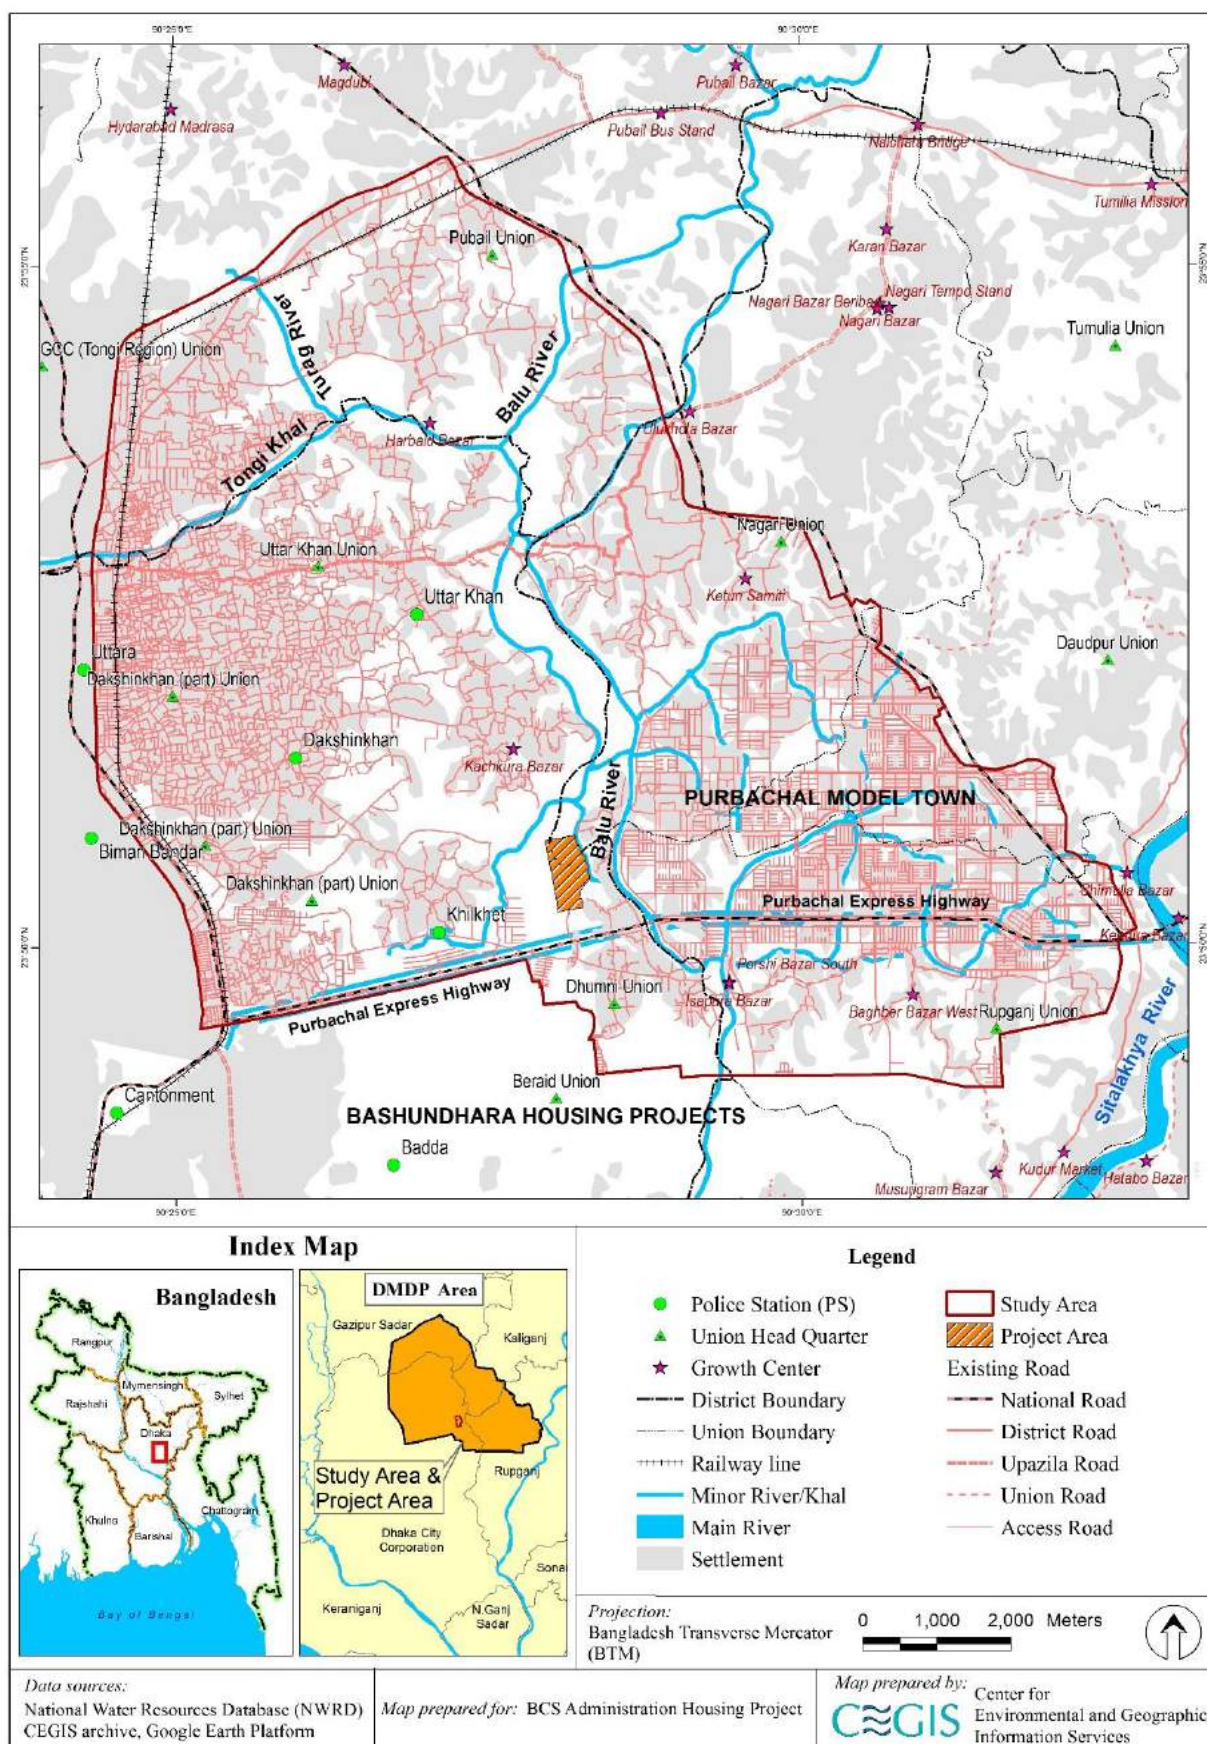 90°25'0"E
90°30'0"E
Magdubi
Pubail Bazar
Hydarabad Madrasa
Pubail Bus Stand
Nalchata Bridge
Tumilia Mission
Pubail Union
Karan Bazar
Nagari Tempo Stand
Nagari Bazar
Nagari Bazar
Tumulia Union
GCC (Tongi Region) Union
Turag River
Balu River
Ulukhola Bazar
Harbaid Bazar
Tongi Khal
Nagari Union
Uttar Khan Union
Ketun Samiti
Uttar Khan
Uttara
Dakshinkhan (part) Union
Daudpur Union
Dakshinkhan
Kachkura Bazar
Balu River
PURBACHAL MODEL TOWN
Dakshinkhan (part) Union
Biman Bandar
Shimulia Bazar
Dakshinkhan (part) Union
Purbachal Express Highway
Khilkhet
Porshi Bazar South
Dhumni Union
Isapura Bazar
Baghber Bazar West
Rupganj Union
Purbachal Express Highway
Sitalakhya River
Beraid Union
Cantonment
BASHUNDHARA HOUSING PROJECTS
Badda
Kudur Market
Musurigram Bazar
Hatabo Bazar
90°25'0"E
90°30'0"E
Index Map
Bangladesh
Rangpur
Mymensingh
Sylhet
Rajshahi
Dhaka
Khulna
Barishal
Chattogram
Bay of Bengal
DMDP Area
Gazipur Sadar
Kaliganj
Study Area &
Project Area
Rupganj
Dhaka City
Corporation
Sonar
Keraniganj
N.Ganj
Sadar
Legend
Police Station (PS)
Union Head Quarter
Growth Center
District Boundary
Union Boundary
Railway line
Minor River/Khal
Main River
Settlement
Study Area
Project Area
Existing Road
National Road
District Road
Upazila Road
Union Road
Access Road
Projection:
Bangladesh Transverse Mercator
(BTM)
0 1,000 2,000 Meters
Data sources:
National Water Resources Database (NWRD)
CEGIS archive, Google Earth Platform
Map prepared for: BCS Administration Housing Project
Map prepared by:
CEGIS
Center for
Environmental and Geographic
Information Services